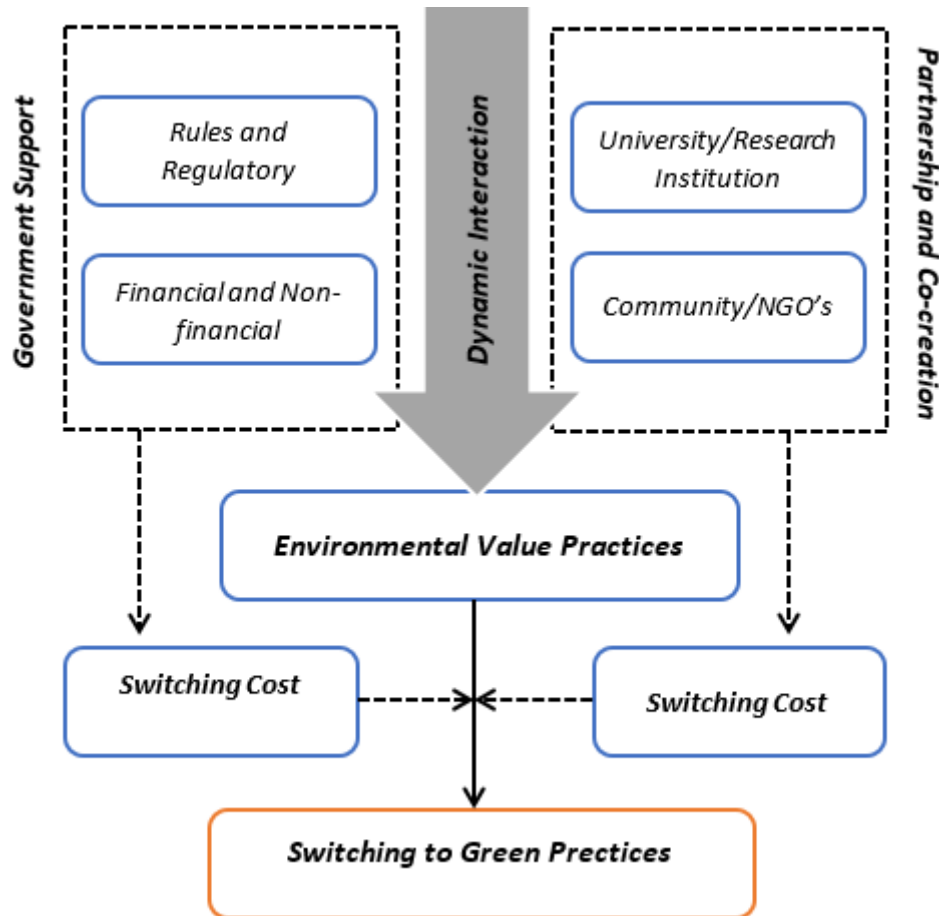 Government Support
Rules and
Regulatory
Financial and Non-
financial
Dynamic Interaction
University/Research
Institution
Community/NGO's
Partnership and Co-creation
Environmental Value Practices
Switching Cost
Switching Cost
Switching to Green Prectices